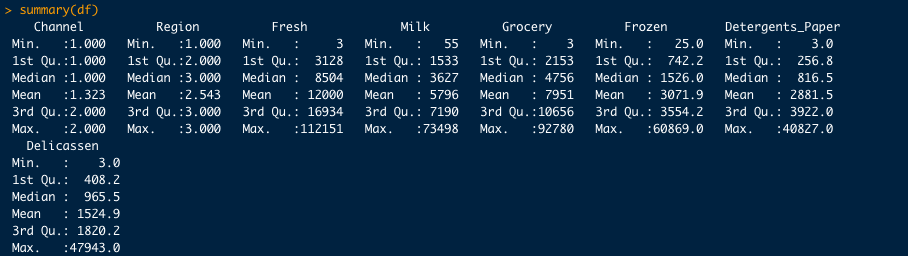 > summary(df)
    Channel          Region          Fresh             Milk          Grocery          Frozen        Detergents_Paper
 Min.   :1.000   Min.   :1.000   Min.   :     3   Min.   :   55   Min.   :    3   Min.   :   25.0   Min.   :    3.0
 1st Qu.:1.000   1st Qu.:2.000   1st Qu.:  3128   1st Qu.: 1533   1st Qu.: 2153   1st Qu.:  742.2   1st Qu.:  256.8
 Median :1.000   Median :3.000   Median :  8504   Median : 3627   Median : 4756   Median : 1526.0   Median :  816.5
 Mean   :1.323   Mean   :2.543   Mean   : 12000   Mean   : 5796   Mean   : 7951   Mean   : 3071.9   Mean   : 2881.5
 3rd Qu.:2.000   3rd Qu.:3.000   3rd Qu.: 16934   3rd Qu.: 7190   3rd Qu.:10656   3rd Qu.: 3554.2   3rd Qu.: 3922.0
 Max.   :2.000   Max.   :3.000   Max.   :112151   Max.   :73498   Max.   :92780   Max.   :60869.0   Max.   :40827.0
   Delicassen
 Min.   :    3.0
 1st Qu.:  408.2
 Median :  965.5
 Mean   : 1524.9
 3rd Qu.: 1820.2
 Max.   :47943.0